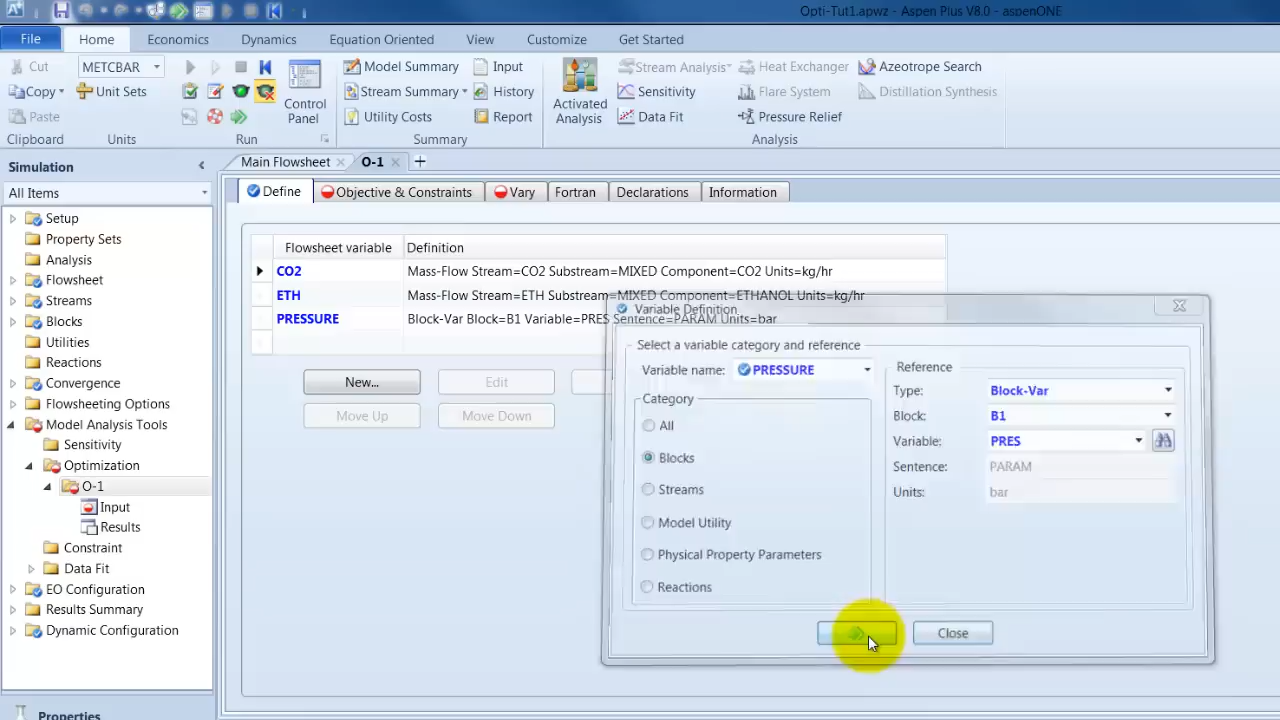 Opti-Tut1.apwz - Aspen Plus V8.0 - aspenONE
File Home Economics Dynamics Equation Oriented View Customize Get Started
Cut METCBAR Model Summary Input Stream Analysis Heat Exchanger Azeotrope Search
Copy Unit Sets Control Panel Stream Summary History Activated Analysis Sensitivity Flare System Distillation Synthesis
Paste Utility Costs Report Data Fit Pressure Relief
Clipboard Units Run Summary Analysis
Simulation
All Items
Setup
Property Sets
Analysis
Flowsheet
Streams
Blocks
Utilities
Reactions
Convergence
Flowsheeting Options
Model Analysis Tools
Sensitivity
Optimization
O-1
Input
Results
Constraint
Data Fit
EO Configuration
Results Summary
Dynamic Configuration
Properties
Main Flowsheet O-1
Define Objective & Constraints Vary Fortran Declarations Information
Flowsheet variable Definition
CO2 Mass-Flow Stream=CO2 Substream=MIXED Component=CO2 Units=kg/hr
ETH Mass-Flow Stream=ETH Substream=MIXED Component=ETHANOL Units=kg/hr
PRESSURE Block-Var Block=B1 Variable=PRES Sentence=PARAM Units=bar
New... Edit
Move Up Move Down
Variable Definition
Select a variable category and reference
Variable name: PRESSURE
Category
All
Blocks
Streams
Model Utility
Physical Property Parameters
Reactions
Reference
Type: Block-Var
Block: B1
Variable: PRES
Sentence: PARAM
Units: bar
Close